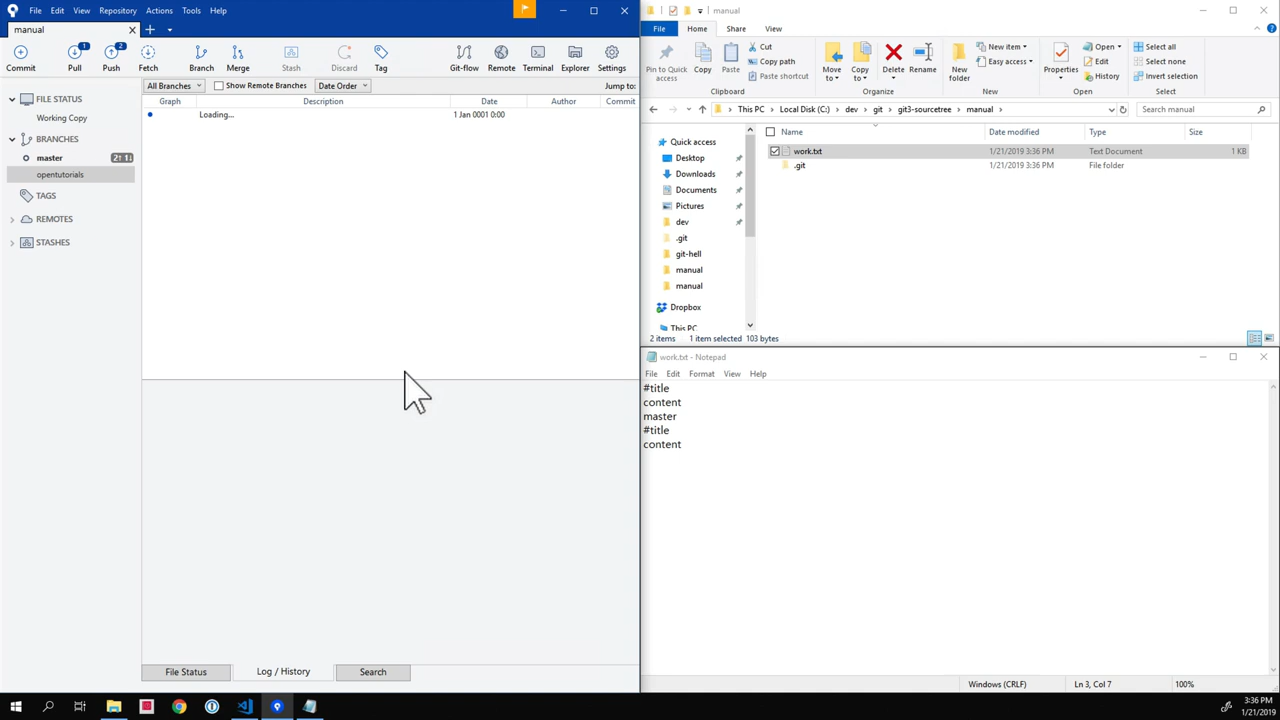 File Edit View Repository Actions Tools Help
manual
Commit
1
Pull
2
Push
Fetch
Branch
Merge
Stash
Discard
Tag
Git-flow
Remote
Terminal
Explorer
Settings
All Branches
Show Remote Branches
Date Order
Jump to:
Graph Description Date Author Commit
Loading... 1 Jan 0001 0:00
FILE STATUS
Working Copy
BRANCHES
master 2↑ 1↓
opentutorials
TAGS
REMOTES
STASHES
File Status Log / History Search
manual
File Home Share View
Pin to Quick access
Copy
Paste
Cut
Copy path
Paste shortcut
Clipboard
Move to
Copy to
Delete
Rename
Organize
New folder
New item
Easy access
New
Properties
Open
Edit
History
Open
Select all
Select none
Invert selection
Select
This PC > Local Disk (C:) > dev > git > git3-sourcetree > manual >
Search manual
Name Date modified Type Size
work.txt 1/21/2019 3:36 PM Text Document 1 KB
.git 1/21/2019 3:36 PM File folder
Quick access
Desktop
Downloads
Documents
Pictures
dev
.git
git-hell
manual
manual
Dropbox
This PC
2 items 1 item selected 103 bytes
work.txt - Notepad
File Edit Format View Help
#title
content
master
#title
content
Windows (CRLF) Ln 3, Col 7 100%
3:36 PM
1/21/2019